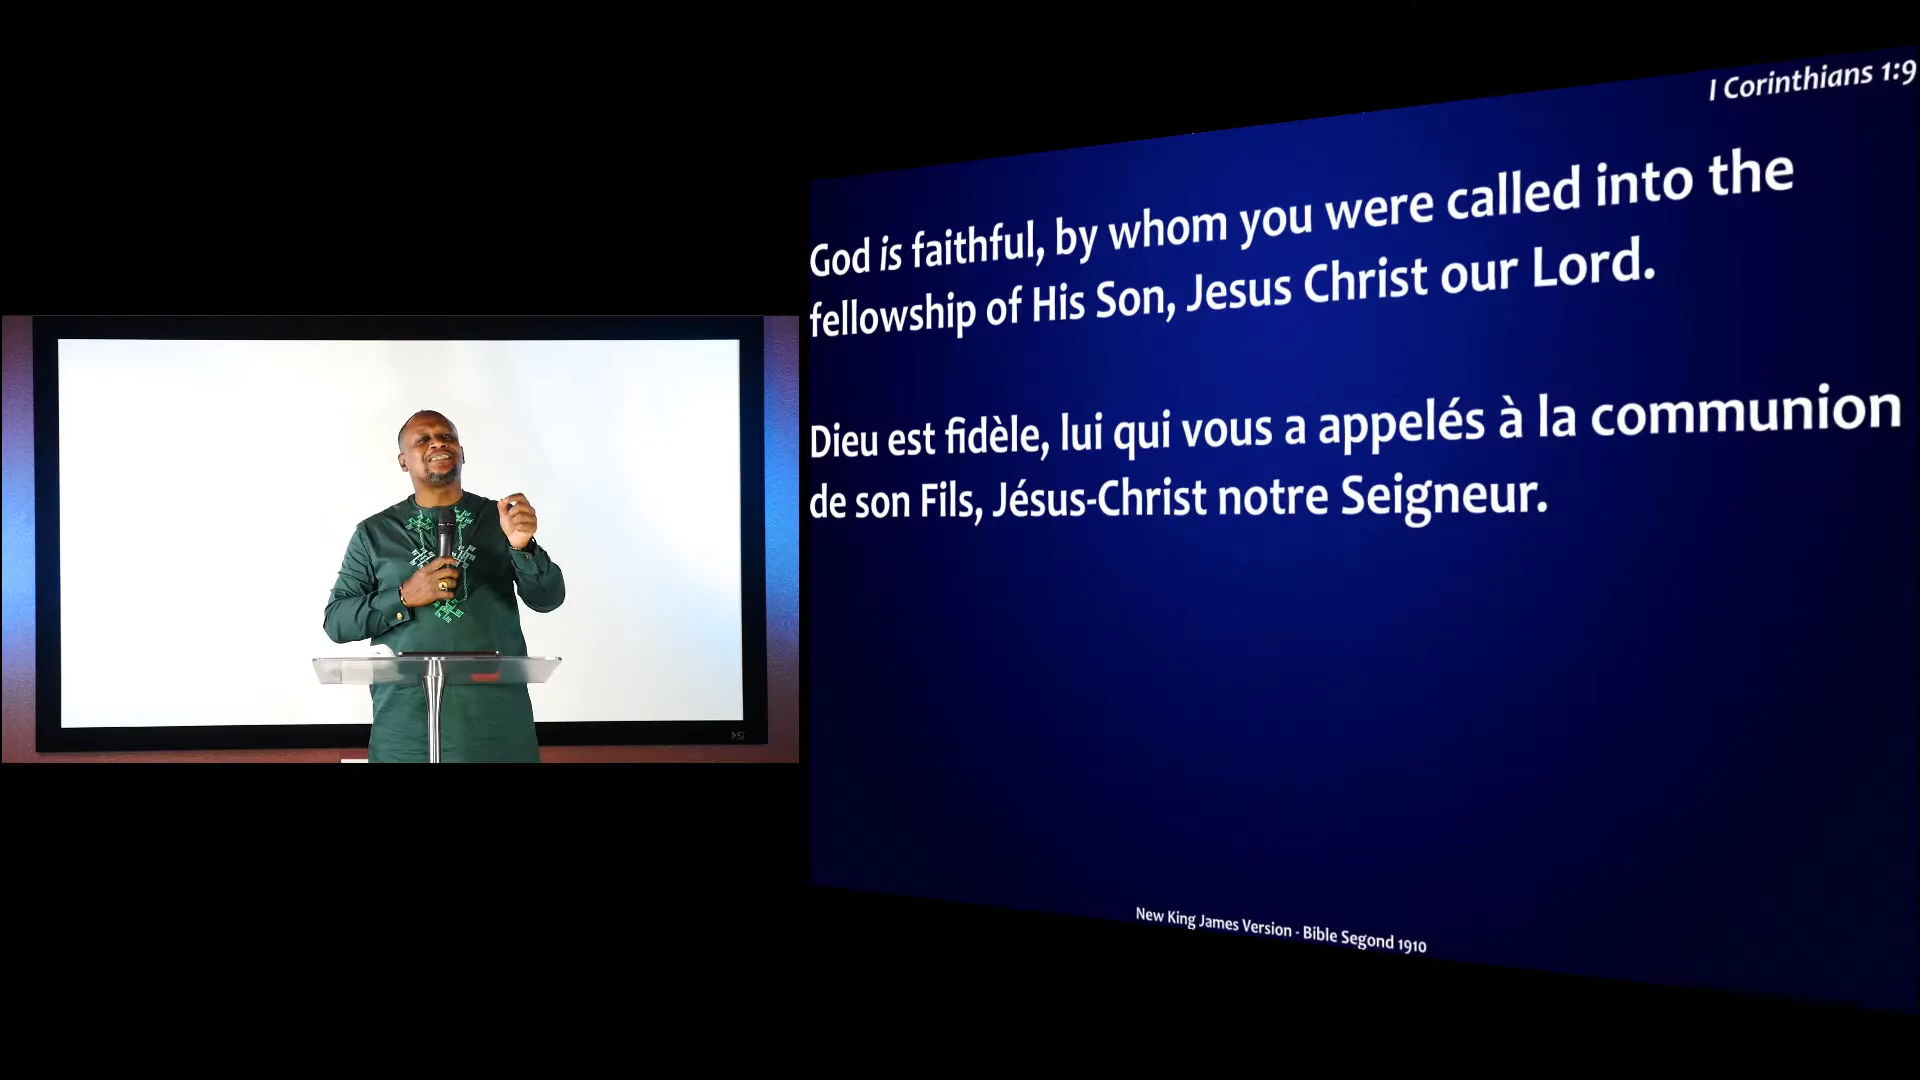 I Corinthians 1:9
God is faithful, by whom you were called into the
fellowship of His Son, Jesus Christ our Lord.
Dieu est fidèle, lui qui vous a appelés à la communion
de son Fils, Jésus-Christ notre Seigneur.
New King James Version - Bible Segond 1910